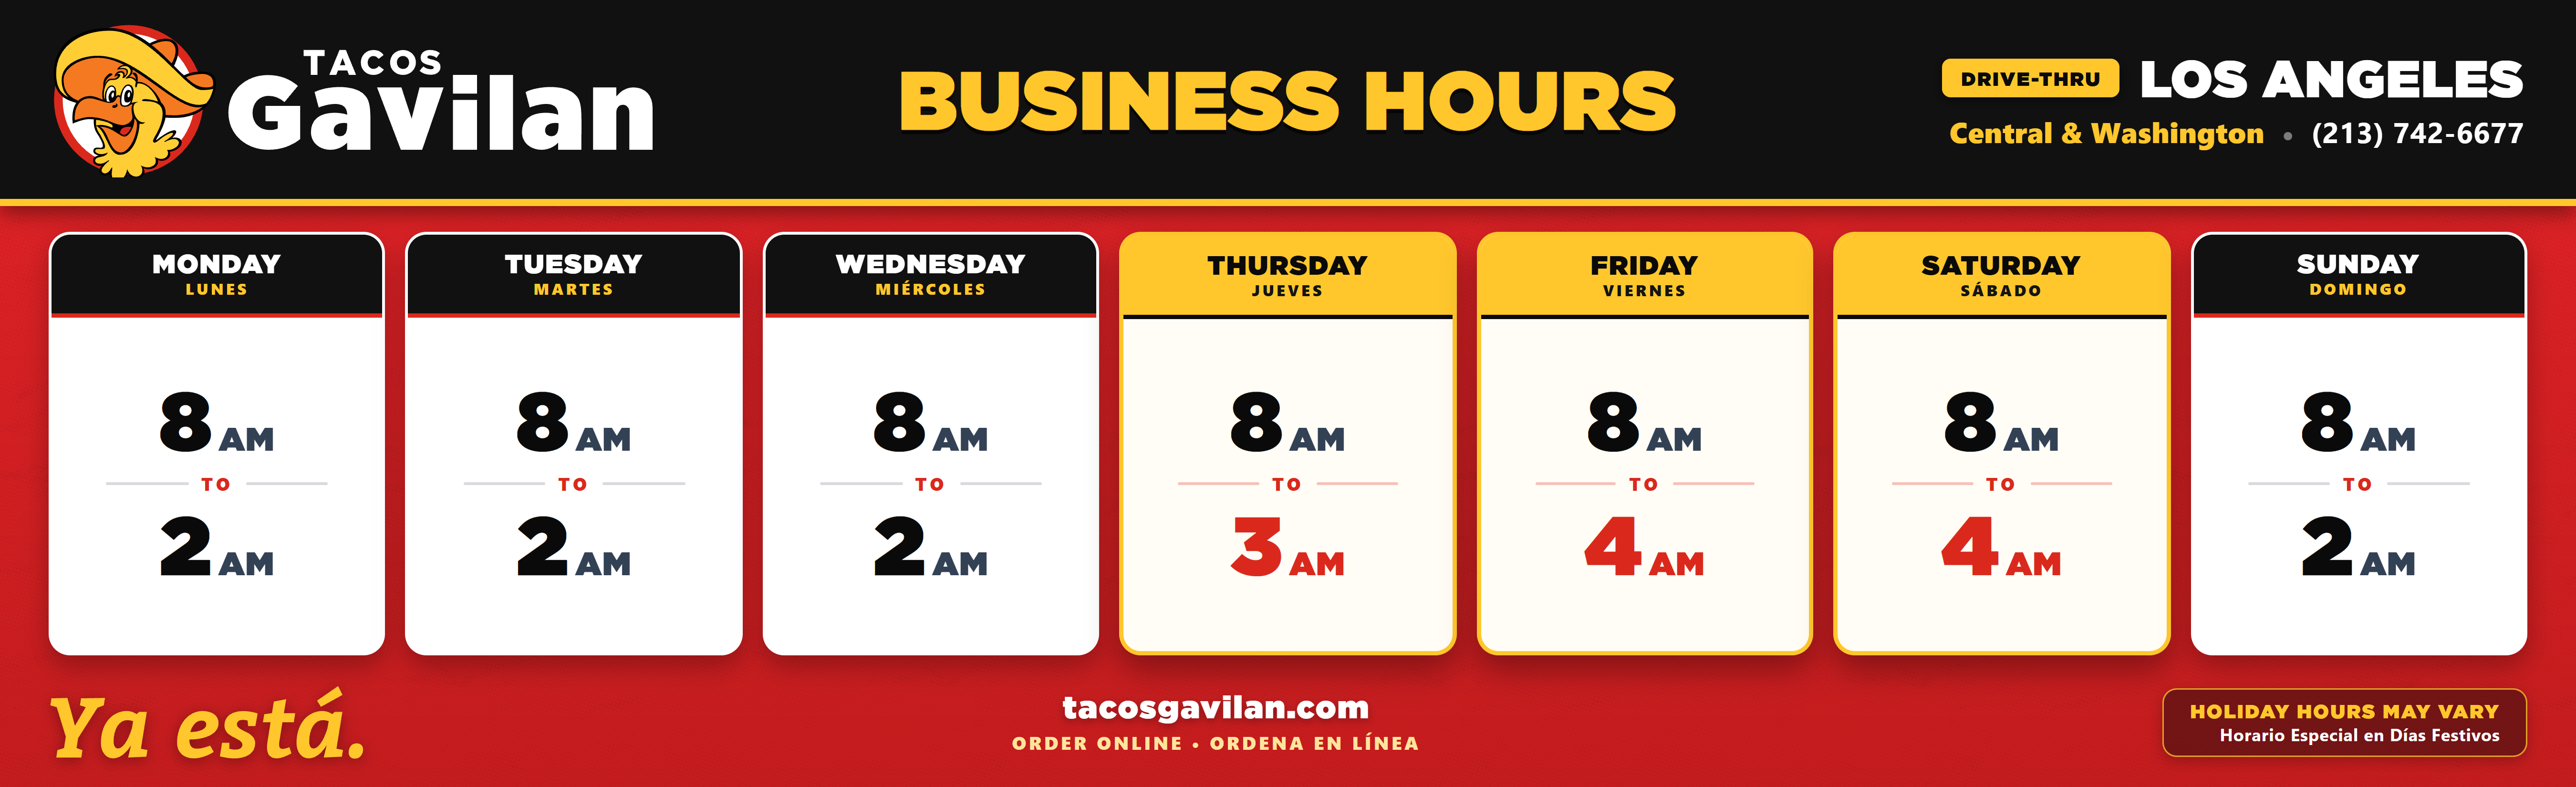 TACOS
Gavilan
BUSINESS HOURS
DRIVE-THRU LOS ANGELES
Central & Washington • (213) 742-6677
MONDAY
LUNES
8 AM
TO
2 AM
TUESDAY
MARTES
8 AM
TO
2 AM
WEDNESDAY
MIÉRCOLES
8 AM
TO
2 AM
THURSDAY
JUEVES
8 AM
TO
3 AM
FRIDAY
VIERNES
8 AM
TO
4 AM
SATURDAY
SÁBADO
8 AM
TO
4 AM
SUNDAY
DOMINGO
8 AM
TO
2 AM
Ya está.
tacosgavilan.com
ORDER ONLINE • ORDENA EN LÍNEA
HOLIDAY HOURS MAY VARY
Horario Especial en Días Festivos